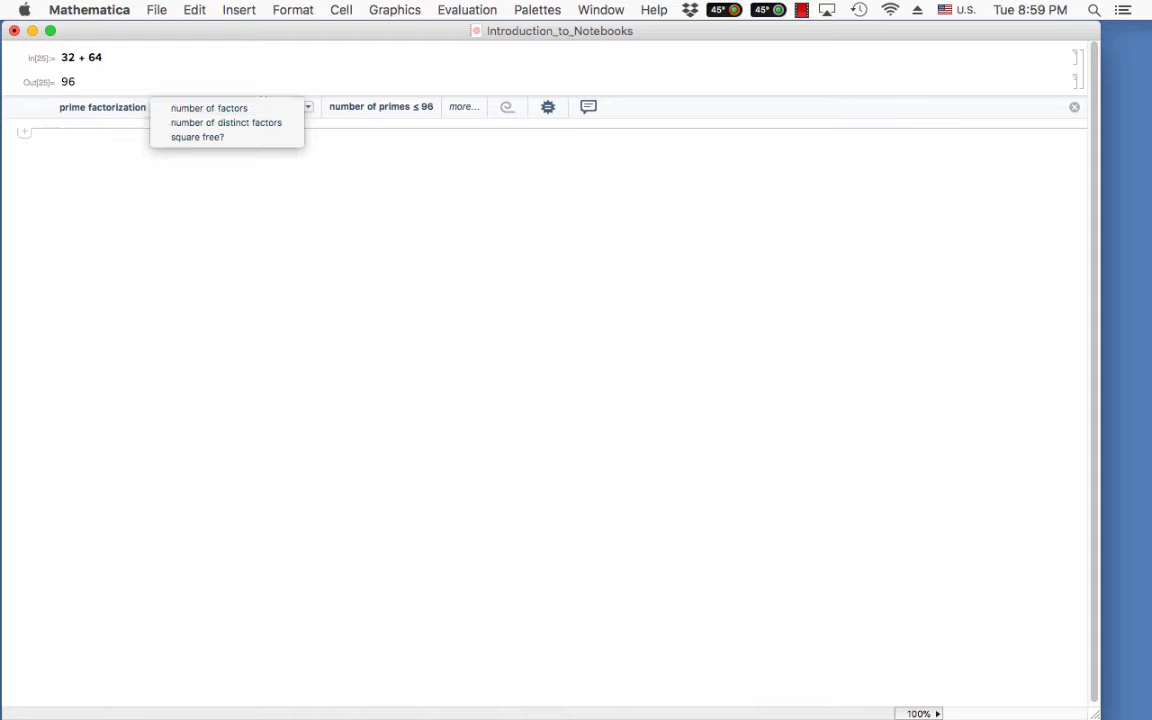 Mathematica File Edit Insert Format Cell Graphics Evaluation Palettes Window Help 45° 45° U.S. Tue 8:59 PM
Introduction_to_Notebooks
In[25]:= 32 + 64
Out[25]= 96
prime factorization number of primes ≤ 96 more...
number of factors
number of distinct factors
square free?
100%